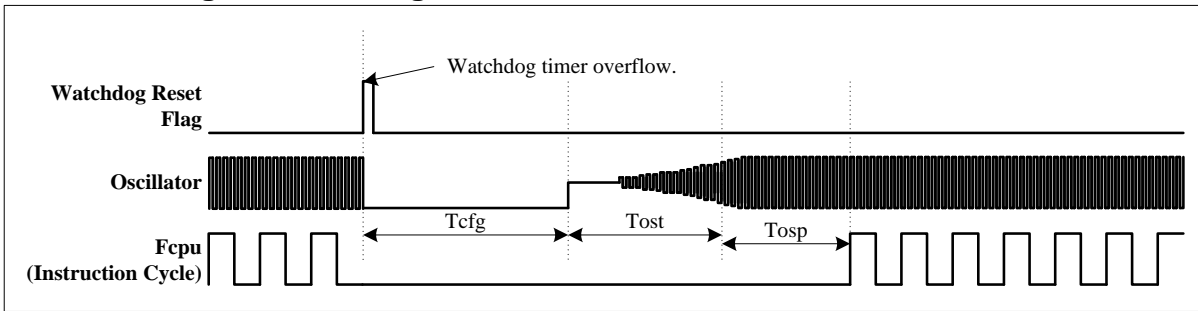 Watchdog timer overflow.
Watchdog Reset
Flag
Oscillator
Tcfg
Tost
Tosp
Fcpu
(Instruction Cycle)